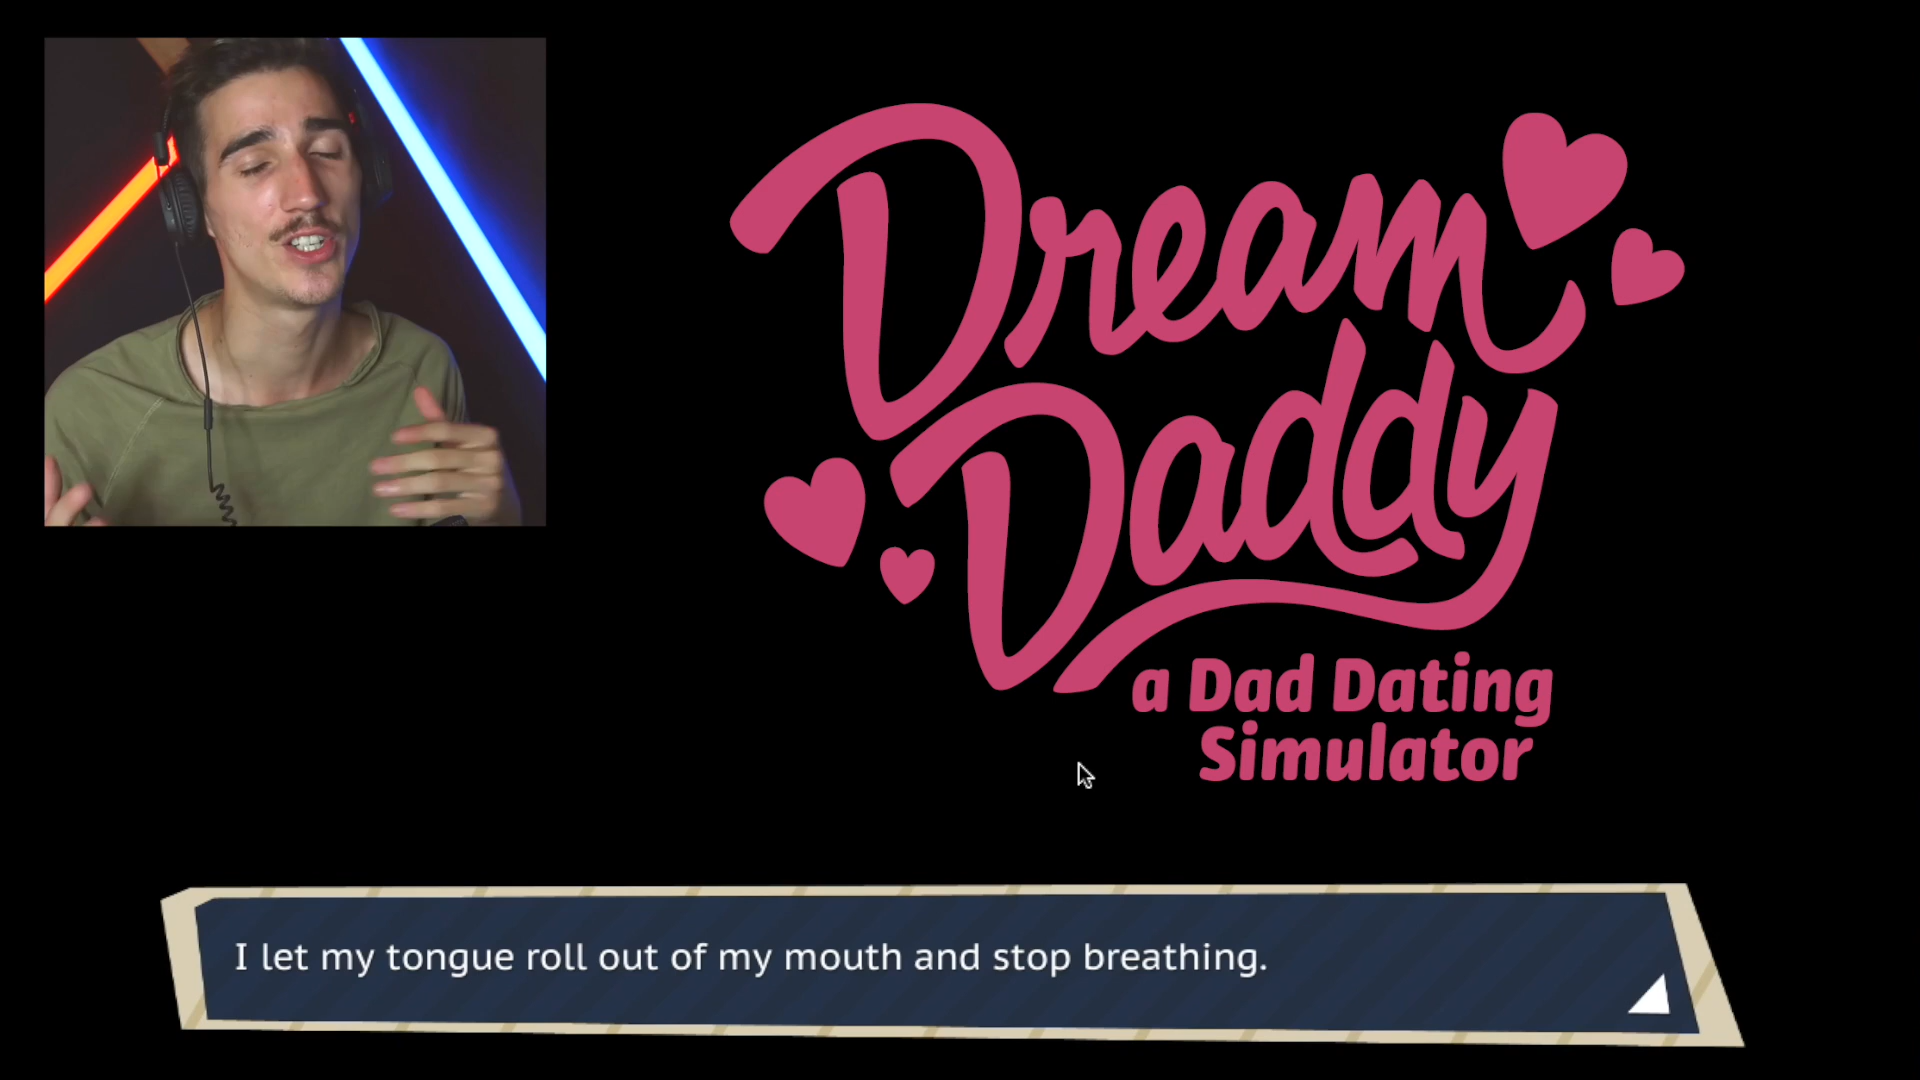 Dream
Daddy
a Dad Dating
Simulator
I let my tongue roll out of my mouth and stop breathing.